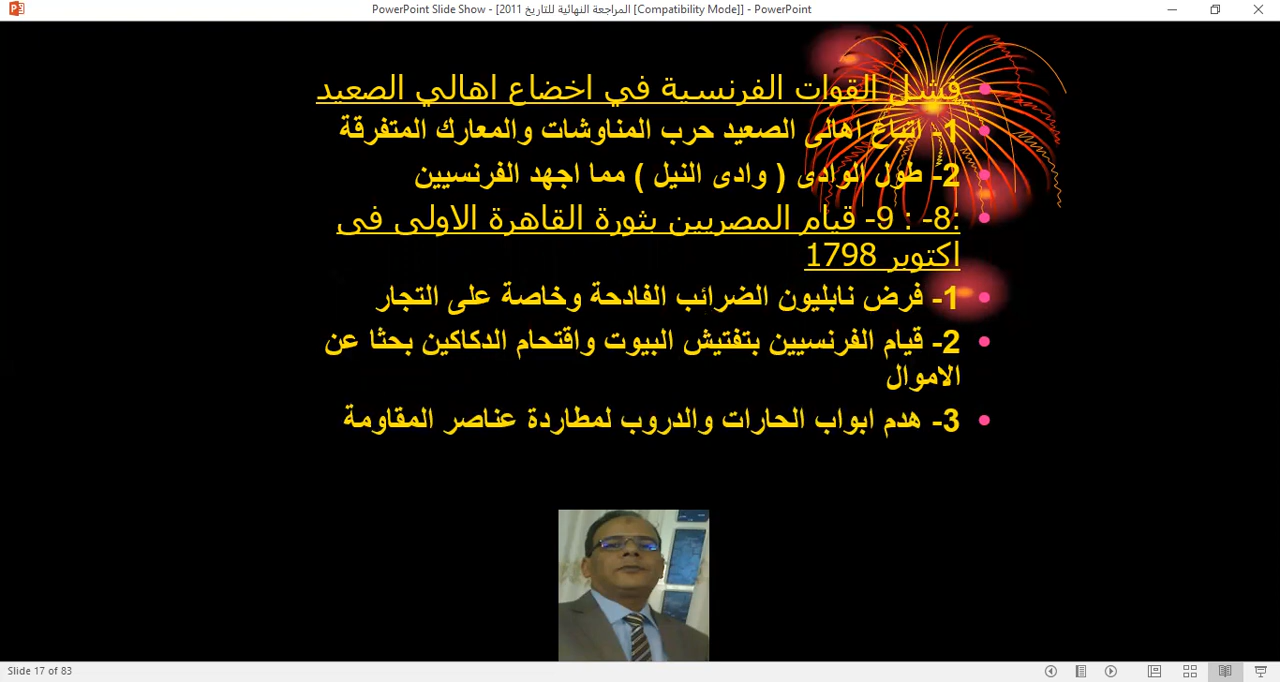 PowerPoint Slide Show - [المراجعة النهائية للتاريخ 2011 [Compatibility Mode]] - PowerPoint
فشل القوات الفرنسية في اخضاع اهالي الصعيد
1- اتباع اهالى الصعيد حرب المناوشات والمعارك المتفرقة
2- طول الوادى ( وادى النيل ) مما اجهد الفرنسيين
:8- : 9- قيام المصريين بثورة القاهرة الاولى فى
اكتوبر 1798
1- فرض نابليون الضرائب الفادحة وخاصة على التجار
2- قيام الفرنسيين بتفتيش البيوت واقتحام الدكاكين بحثا عن
الاموال
3- هدم ابواب الحارات والدروب لمطاردة عناصر المقاومة
Slide 17 of 83